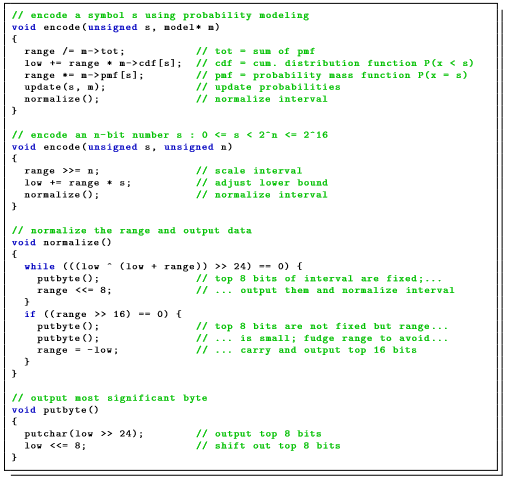 // encode a symbol s using probability modeling
void encode(unsigned s, model* m)
{
  range /= m->tot;           // tot = sum of pmf
  low += range * m->cdf[s];  // cdf = cum. distribution function P(x < s)
  range *= m->pmf[s];        // pmf = probability mass function P(x = s)
  update(s, m);              // update probabilities
  normalize();               // normalize interval
}
// encode an n-bit number s : 0 <= s < 2^n <= 2^16
void encode(unsigned s, unsigned n)
{
  range >>= n;               // scale interval
  low += range * s;          // adjust lower bound
  normalize();               // normalize interval
}
// normalize the range and output data
void normalize()
{
  while (((low ^ (low + range)) >> 24) == 0) {
    putbyte();               // top 8 bits of interval are fixed;...
    range <<= 8;             // ... output them and normalize interval
  }
  if ((range >> 16) == 0) {
    putbyte();               // top 8 bits are not fixed but range...
    putbyte();               // ... is small; fudge range to avoid...
    range = -low;            // ... carry and output top 16 bits
  }
}
// output most significant byte
void putbyte()
{
  putchar(low >> 24);        // output top 8 bits
  low <<= 8;                 // shift out top 8 bits
}